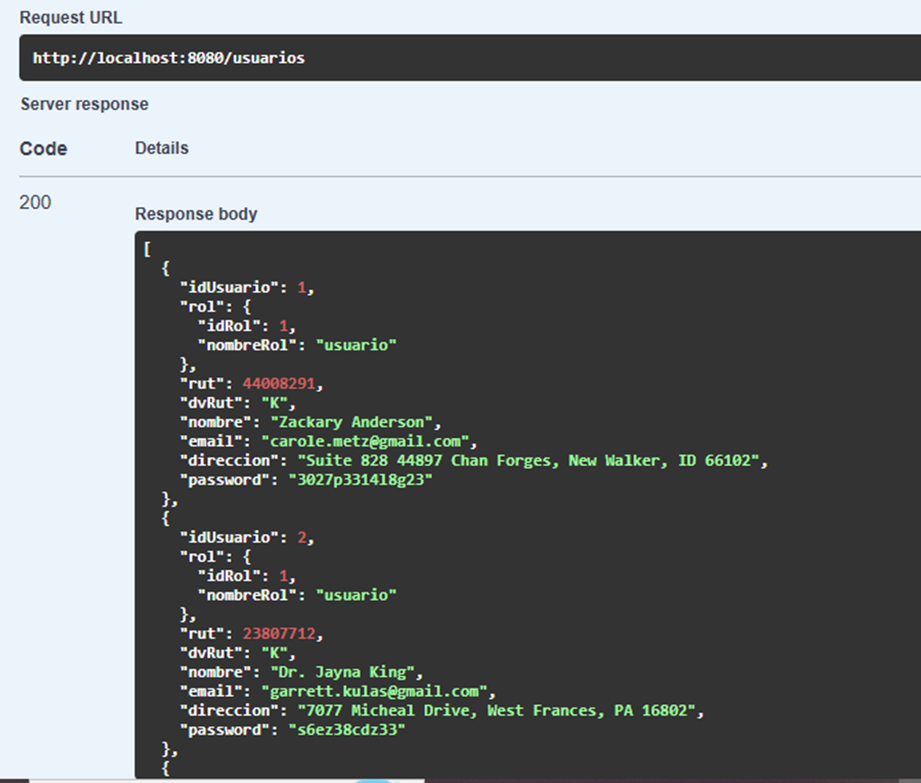 Request URL
http://localhost:8080/usuarios
Server response
Code Details
200
Response body
[
  {
    "idUsuario": 1,
    "rol": {
      "idRol": 1,
      "nombreRol": "usuario"
    },
    "rut": 44008291,
    "dvRut": "K",
    "nombre": "Zackary Anderson",
    "email": "carole.metz@gmail.com",
    "direccion": "Suite 828 44897 Chan Forges, New Walker, ID 66102",
    "password": "3027p3314l8g23"
  },
  {
    "idUsuario": 2,
    "rol": {
      "idRol": 1,
      "nombreRol": "usuario"
    },
    "rut": 23807712,
    "dvRut": "K",
    "nombre": "Dr. Jayna King",
    "email": "garrett.kulas@gmail.com",
    "direccion": "7077 Micheal Drive, West Frances, PA 16802",
    "password": "s6ez38cdz33"
  },
  {